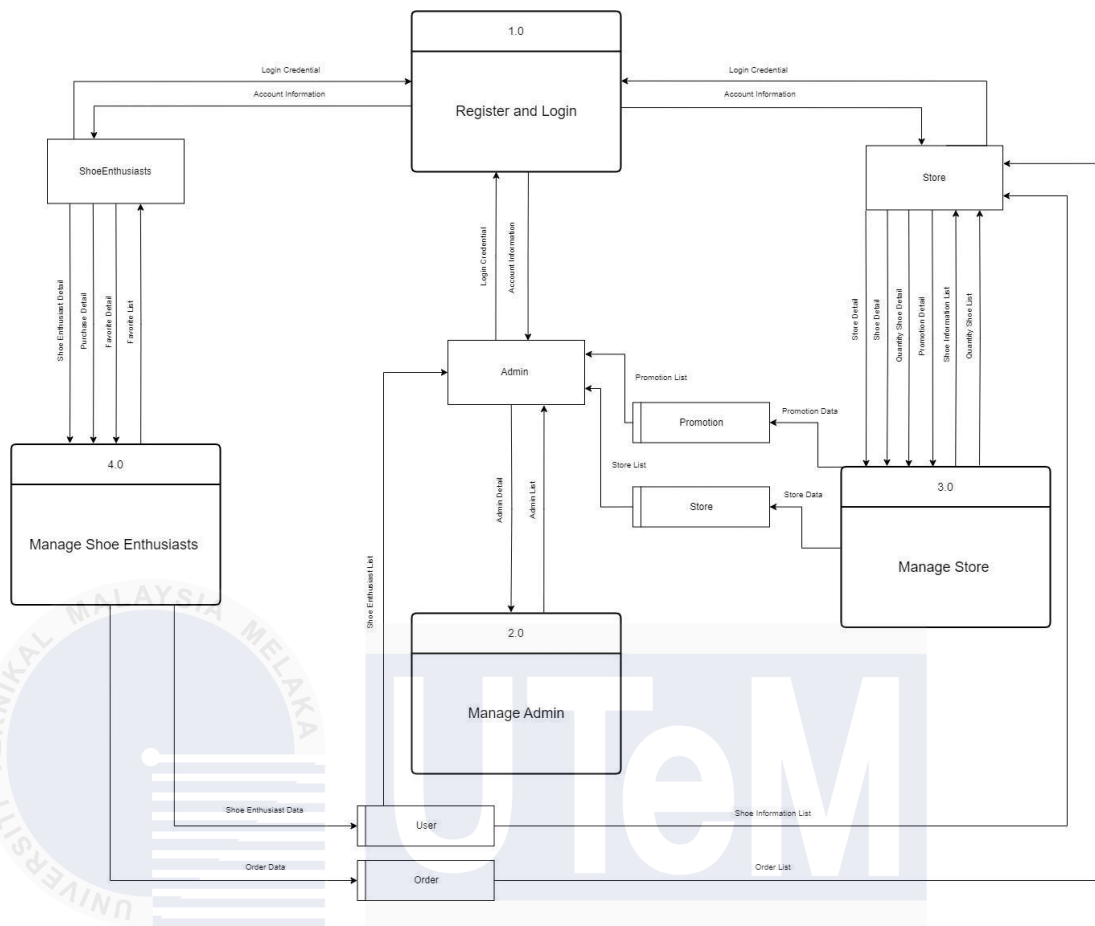 1.0
Register and Login
Login Credential
Account Information
Login Credential
Account Information
ShoeEnthusiasts
Store
Login Credential
Account Information
Shoe Enthusiast Detail
Purchase Detail
Favorite Detail
Favorite List
Store Detail
Shoe Detail
Quantity Shoe Detail
Promotion Detail
Shoe Information List
Quantity Shoe List
Admin
Promotion List
Promotion
Promotion Data
Store List
Store
Store Data
4.0
Manage Shoe Enthusiasts
3.0
Manage Store
Admin Detail
Admin List
Shoe Enthusiast List
2.0
Manage Admin
Shoe Enthusiast Data
User
Shoe Information List
Order Data
Order
Order List
UTeM
UNIVERSITI TEKNIKAL MALAYSIA MELAKA